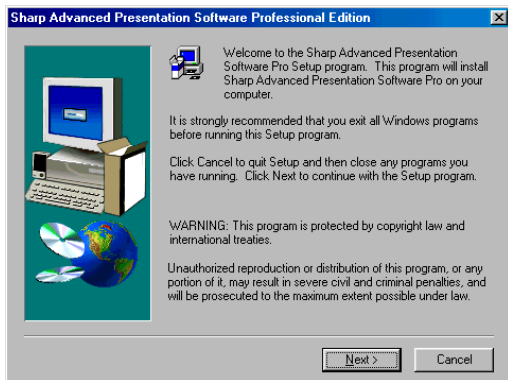 Sharp Advanced Presentation Software Professional Edition
Welcome to the Sharp Advanced Presentation
Software Pro Setup program. This program will install
Sharp Advanced Presentation Software Pro on your
computer.
It is strongly recommended that you exit all Windows programs
before running this Setup program.
Click Cancel to quit Setup and then close any programs you
have running. Click Next to continue with the Setup program.
WARNING: This program is protected by copyright law and
international treaties.
Unauthorized reproduction or distribution of this program, or any
portion of it, may result in severe civil and criminal penalties, and
will be prosecuted to the maximum extent possible under law.
Next > Cancel